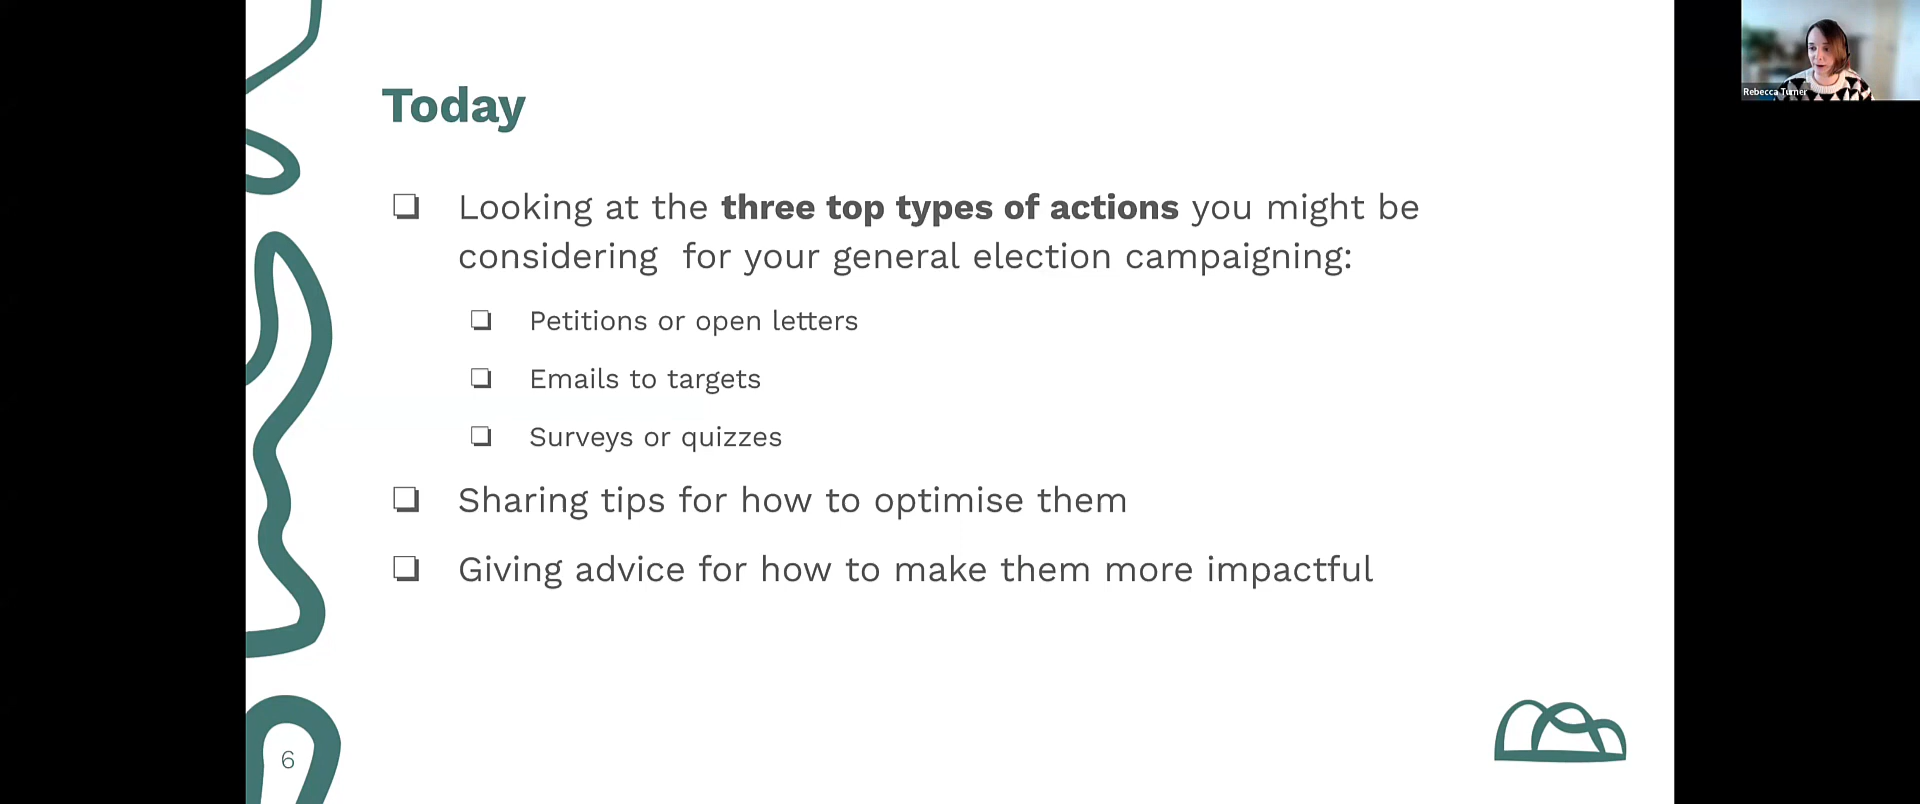 Today
❏ Looking at the three top types of actions you might be
considering  for your general election campaigning:
❏ Petitions or open letters
❏ Emails to targets
❏ Surveys or quizzes
❏ Sharing tips for how to optimise them
❏ Giving advice for how to make them more impactful
6
Rebecca Turner